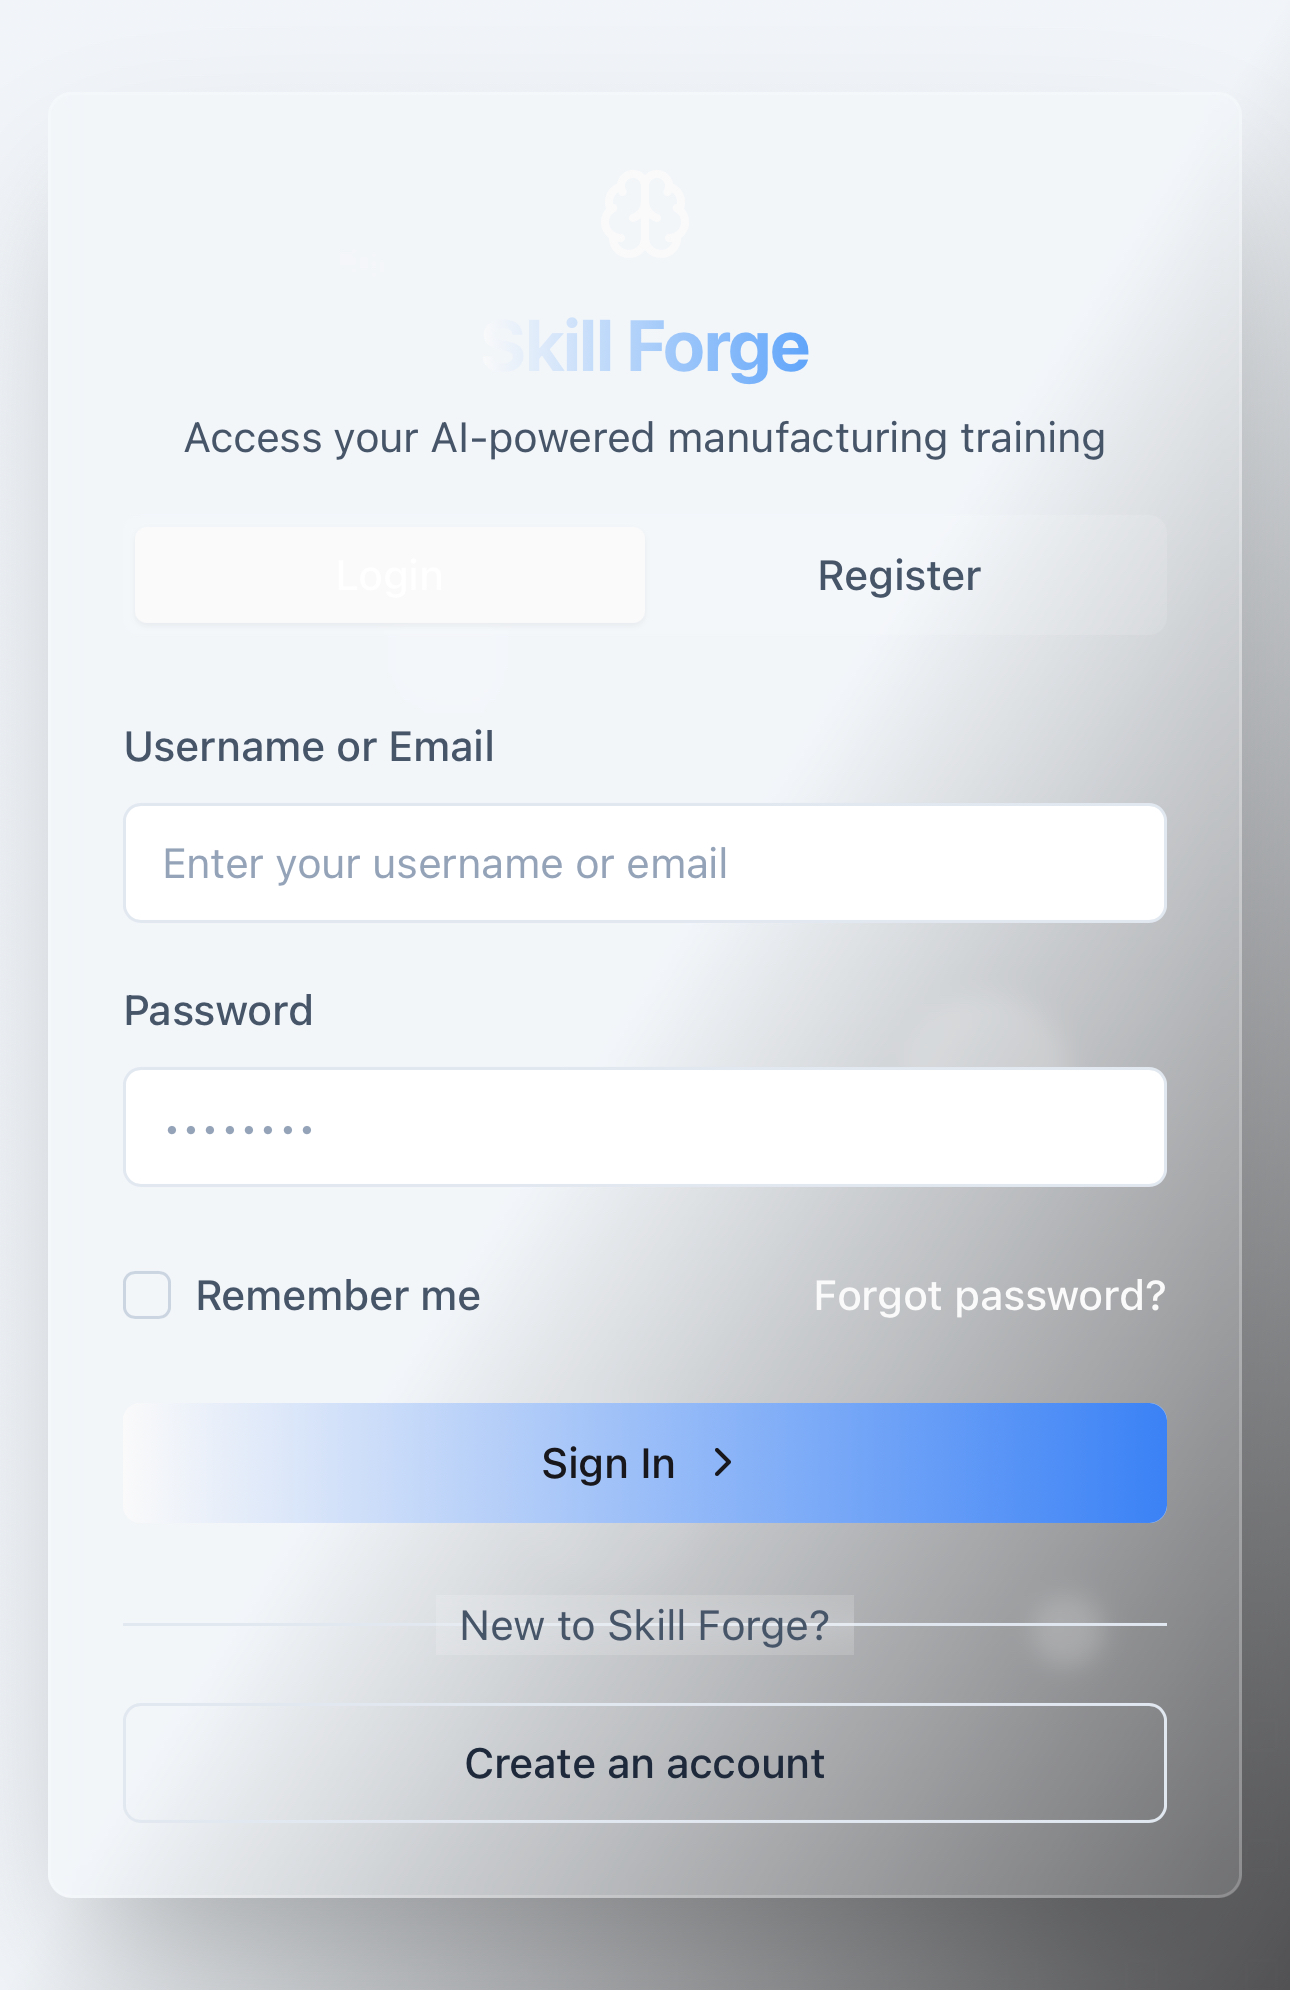 Skill Forge
Access your AI-powered manufacturing training
Login
Register
Username or Email
Enter your username or email
Password
••••••••
Remember me
Forgot password?
Sign In
New to Skill Forge?
Create an account